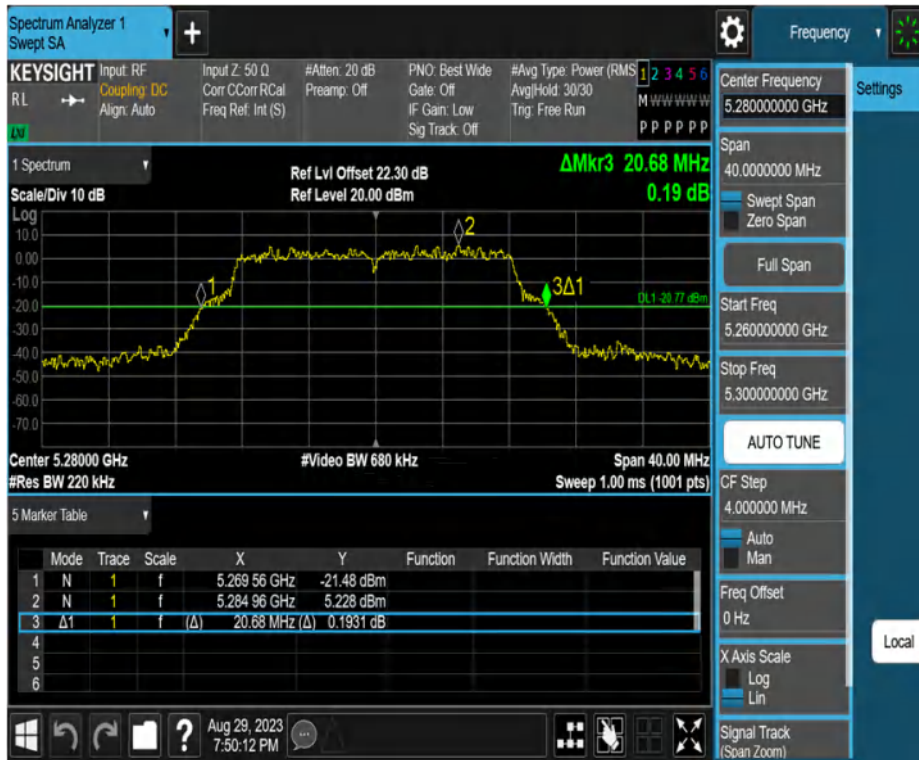 Spectrum Analyzer 1
Swept SA
+
Frequency
KEYSIGHT
RL
LXI
Input: RF
Coupling: DC
Align: Auto
Input Z: 50 Ω
Corr CCorr RCal
Freq Ref: Int (S)
#Atten: 20 dB
Preamp: Off
PNO: Best Wide
Gate: Off
IF Gain: Low
Sig Track: Off
#Avg Type: Power (RMS
Avg|Hold: 30/30
Trig: Free Run
1 2 3 4 5 6
M W W W W W
P P P P P P
1 Spectrum
Scale/Div 10 dB
Ref Lvl Offset 22.30 dB
Ref Level 20.00 dBm
ΔMkr3 20.68 MHz
0.19 dB
Log
10.0
0.00
-10.0
-20.0
-30.0
-40.0
-50.0
-60.0
-70.0
1
2
3Δ1
DL1 -20.77 dBm
Center 5.28000 GHz
#Video BW 680 kHz
Span 40.00 MHz
#Res BW 220 kHz
Sweep 1.00 ms (1001 pts)
5 Marker Table
Mode Trace Scale X Y Function Function Width Function Value
1 N 1 f 5.269 56 GHz -21.48 dBm
2 N 1 f 5.284 96 GHz 5.228 dBm
3 Δ1 1 f (Δ) 20.68 MHz (Δ) 0.1931 dB
4
5
6
?
Aug 29, 2023
7:50:12 PM
Center Frequency
5.280000000 GHz
Span
40.0000000 MHz
Swept Span
Zero Span
Full Span
Start Freq
5.260000000 GHz
Stop Freq
5.300000000 GHz
AUTO TUNE
CF Step
4.000000 MHz
Auto
Man
Freq Offset
0 Hz
X Axis Scale
Log
Lin
Signal Track
(Span Zoom)
Settings
Local